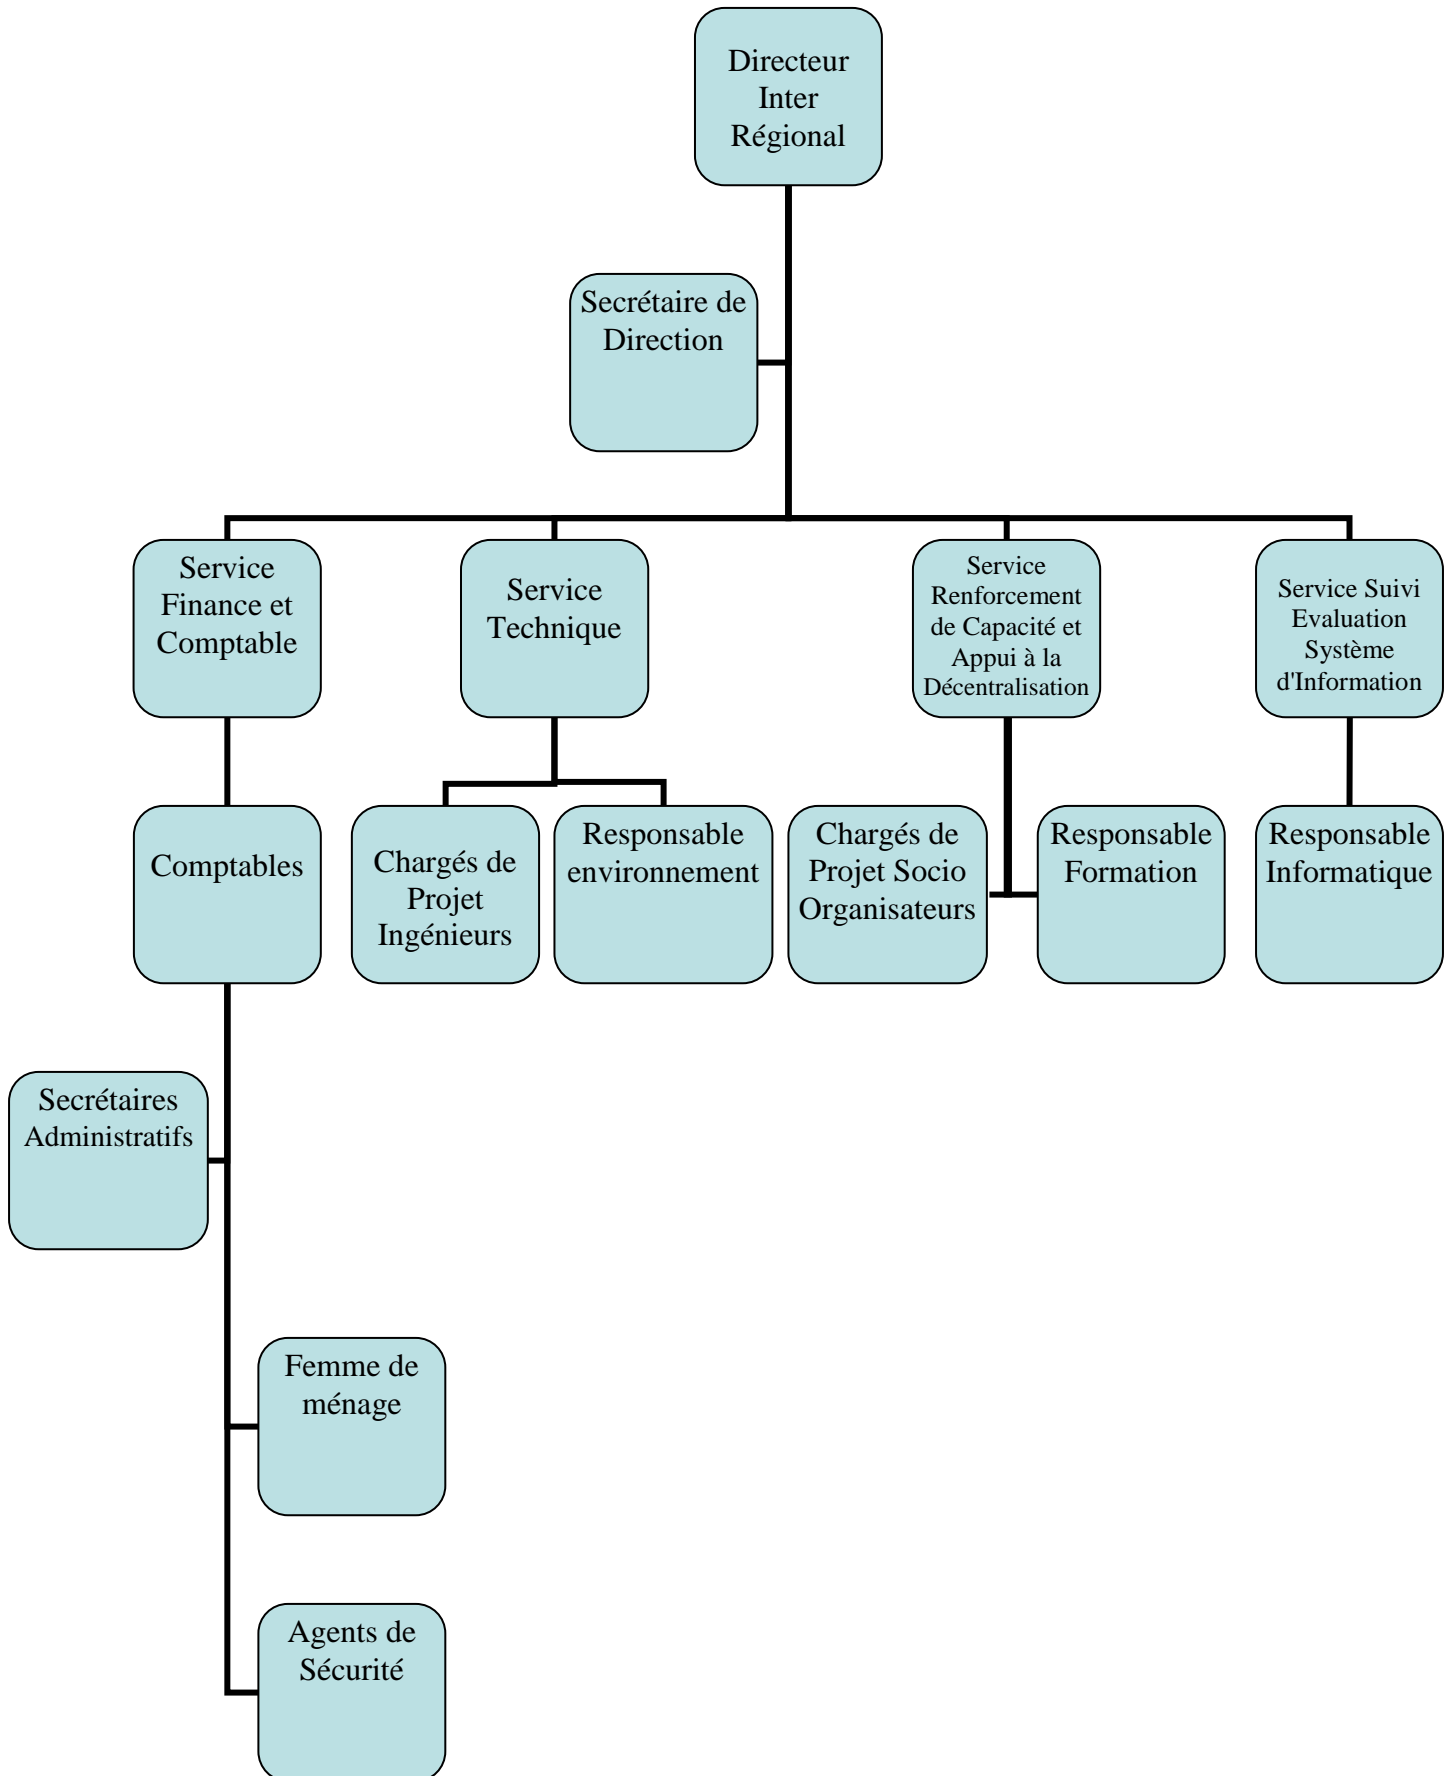 Directeur
Inter
Régional
Secrétaire de
Direction
Service
Finance et
Comptable
Service
Technique
Service
Renforcement
de Capacité et
Appui à la
Décentralisation
Service Suivi
Evaluation
Système
d'Information
Comptables
Chargés de
Projet
Ingénieurs
Responsable
environnement
Chargés de
Projet Socio
Organisateurs
Responsable
Formation
Responsable
Informatique
Secrétaires
Administratifs
Femme de
ménage
Agents de
Sécurité